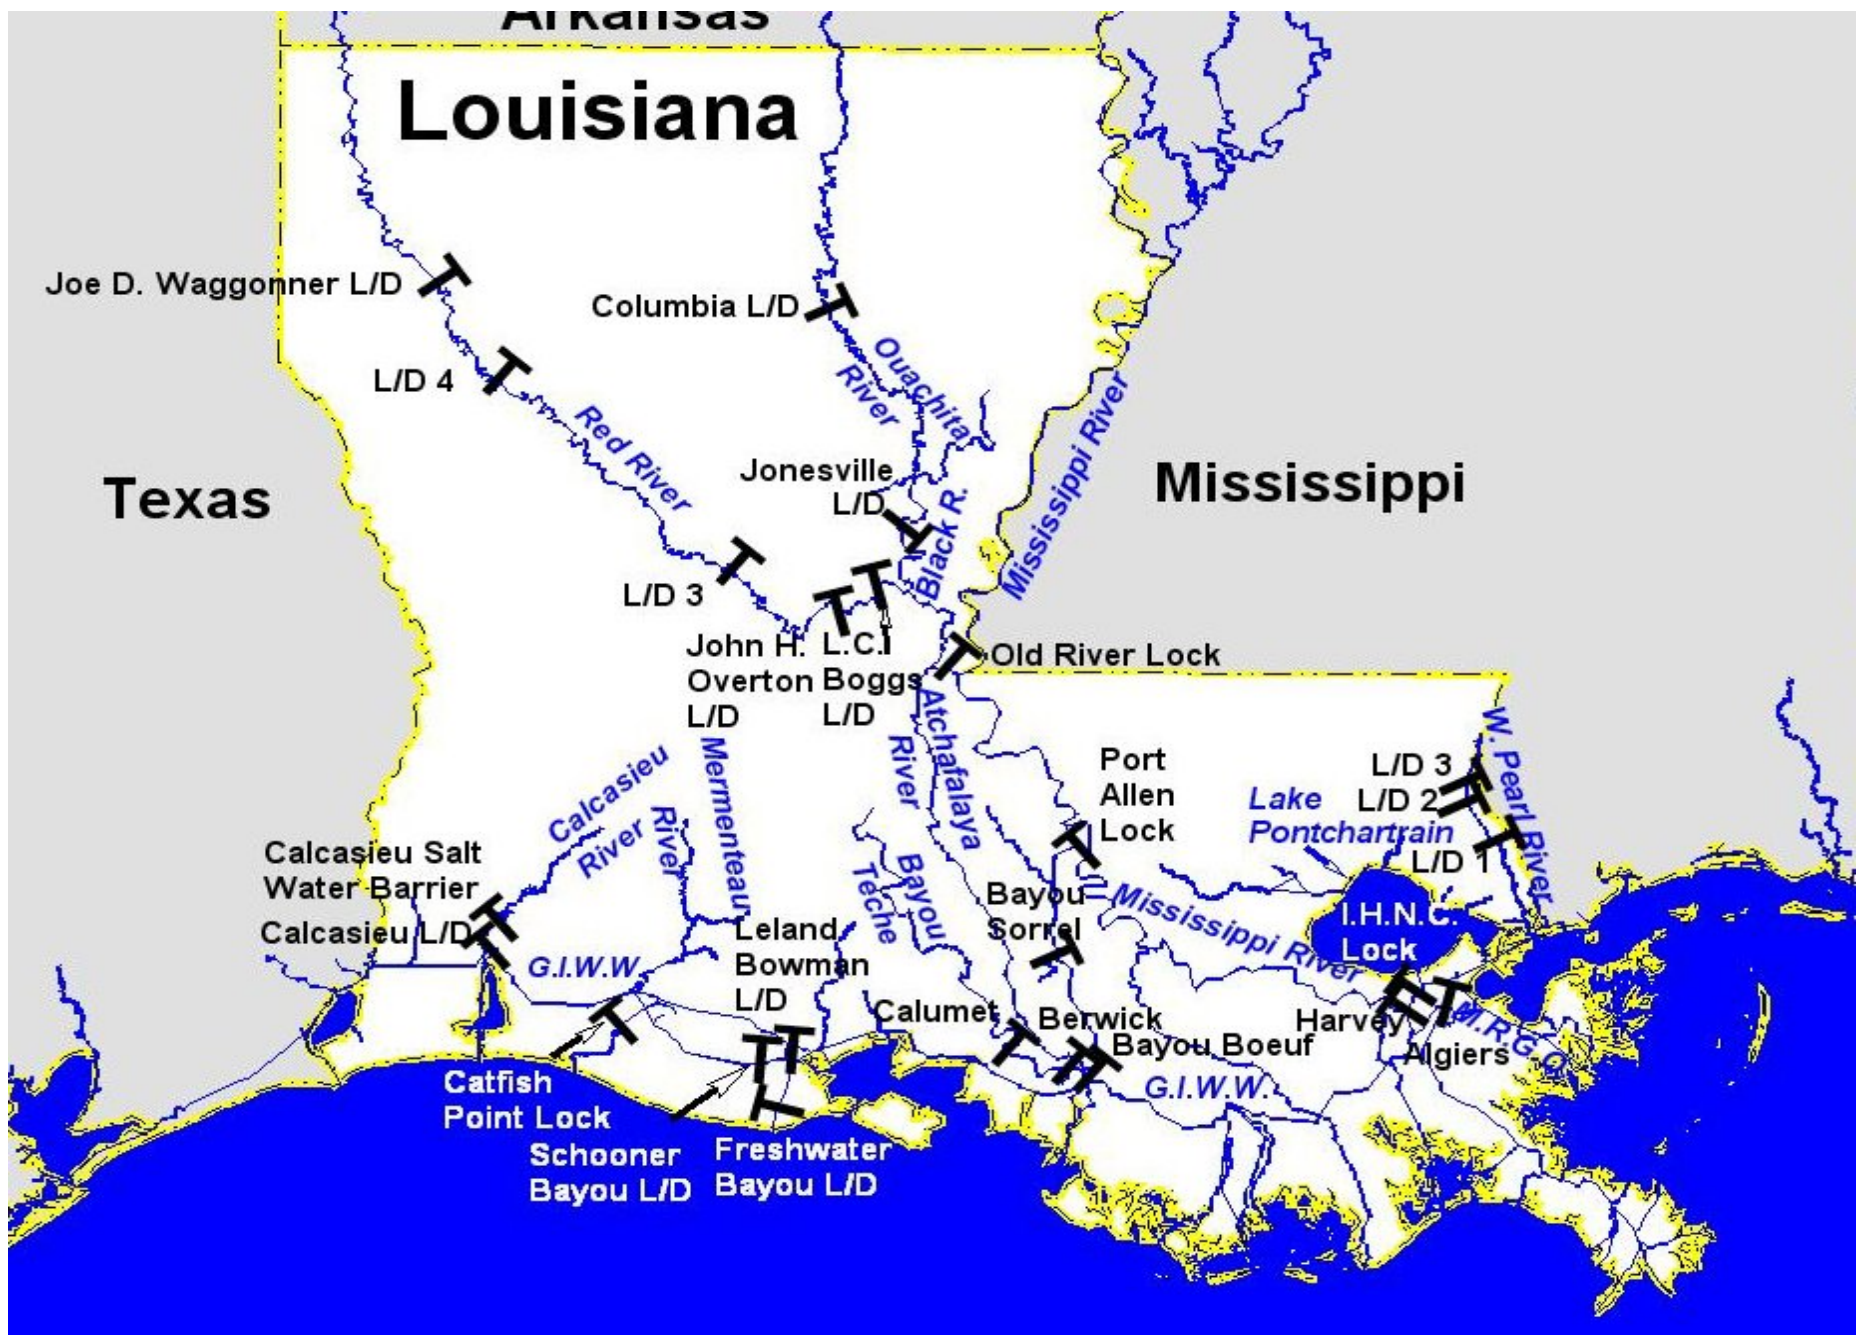 Arkansas
Louisiana
Joe D. Waggonner L/D
Columbia L/D
L/D 4
Ouachita
River
Red River
Mississippi River
Texas
Mississippi
Jonesville
L/D
Black R.
L/D 3
John H.
Overton
L/D
L.C.
Boggs
L/D
Old River Lock
Atchafalaya
River
Mermenteau
River
Calcasieu
River
Port
Allen
Lock
Lake
Pontchartrain
L/D 3
L/D 2
L/D 1
W. Pearl River
Calcasieu Salt
Water Barrier
Calcasieu L/D
G.I.W.W
Leland
Bowman
L/D
Bayou
Teche
Bayou
Sorrel
Mississippi River
I.H.N.C.
Lock
Calumet
Berwick
Bayou Boeuf
G.I.W.W.
Harvey
Algiers
M.R.G.O.
Catfish
Point Lock
Schooner
Bayou L/D
Freshwater
Bayou L/D